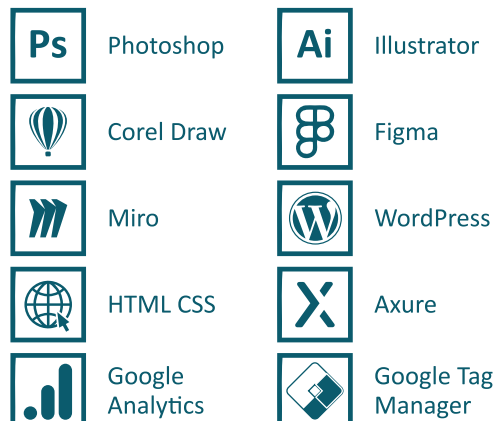 Ps Photoshop
Ai Illustrator
Corel Draw
Figma
Miro
WordPress
HTML CSS
Axure
Google
Analytics
Google Tag
Manager